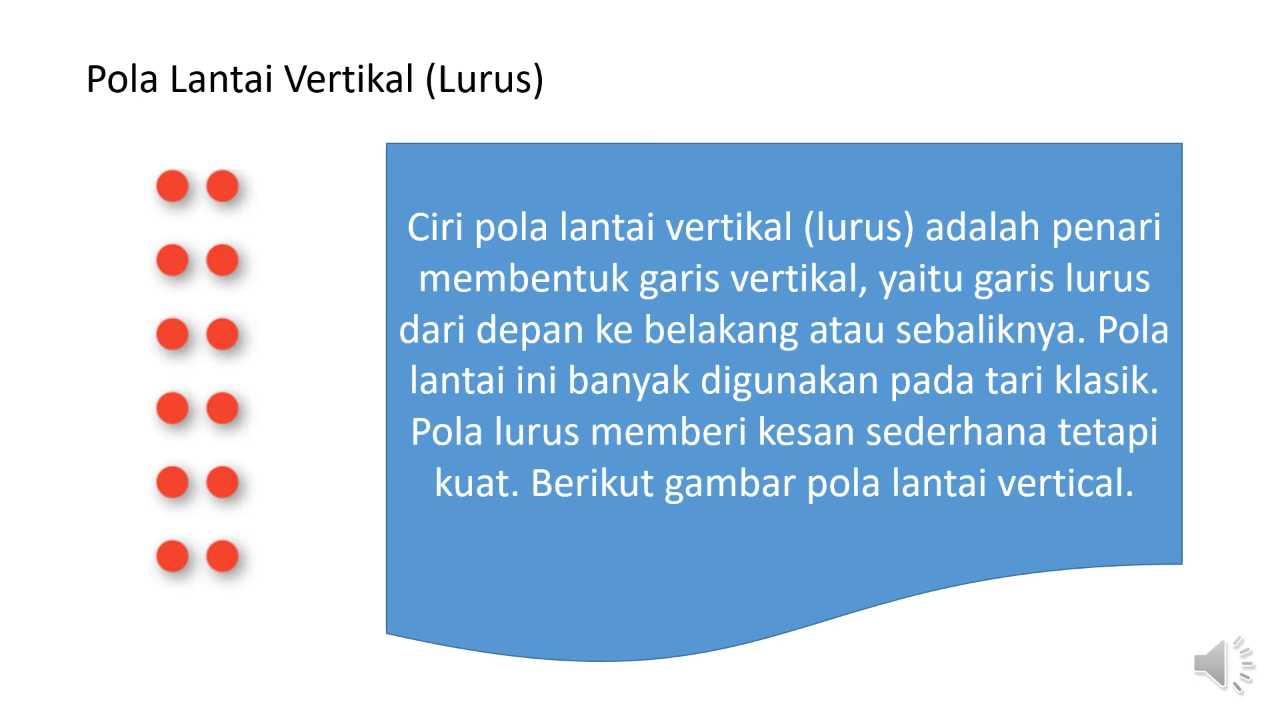 Pola Lantai Vertikal (Lurus)
Ciri pola lantai vertikal (lurus) adalah penari
membentuk garis vertikal, yaitu garis lurus
dari depan ke belakang atau sebaliknya. Pola
lantai ini banyak digunakan pada tari klasik.
Pola lurus memberi kesan sederhana tetapi
kuat. Berikut gambar pola lantai vertical.